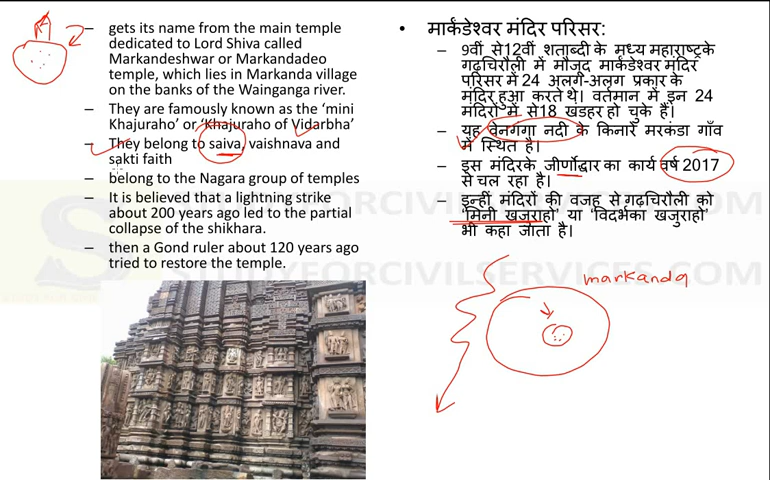 – gets its name from the main temple
dedicated to Lord Shiva called
Markandeshwar or Markandadeo
temple, which lies in Markanda village
on the banks of the Wainganga river.
– They are famously known as the ‘mini
Khajuraho’ or ‘Khajuraho of Vidarbha’
– They belong to saiva, vaishnava and
sakti faith
– belong to the Nagara group of temples
– It is believed that a lightning strike
about 200 years ago led to the partial
collapse of the shikhara.
– then a Gond ruler about 120 years ago
tried to restore the temple.
• मार्कंडेश्वर मंदिर परिसर:
– 9वीं से12वीं शताब्दी के मध्य महाराष्ट्रके
गढ़चिरौली में मौजूद मार्कंडेश्वर मंदिर
परिसर में 24 अलग-अलग प्रकार के
मंदिर हुआ करते थे। वर्तमान में इन 24
मंदिरों में से18 खंडहर हो चुके हैं।
– यह वेनगंगा नदी के किनारे मरकंडा गाँव
में स्थित है।
– इस मंदिरके जीर्णोद्धार का कार्य वर्ष 2017
से चल रहा है।
– इन्हीं मंदिरों की वजह से गढ़चिरौली को
‘मिनी खजुराहो’ या ‘विदर्भका खजुराहो’
भी कहा जाता है।
markanda
STUDYFORCIVILSERVICES.COM